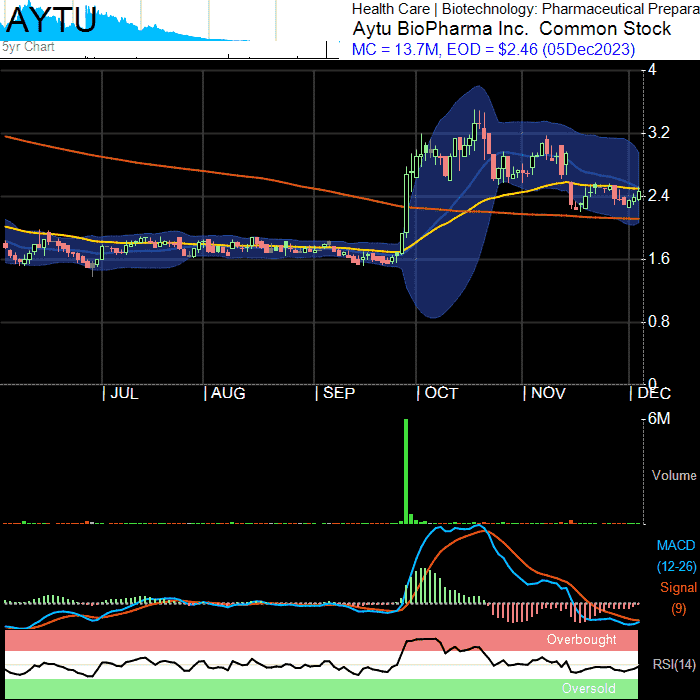 AYTU
Health Care | Biotechnology: Pharmaceutical Prepara
Aytu BioPharma Inc. Common Stock
5yr Chart
MC = 13.7M, EOD = $2.46 (05Dec2023)
4
3.2
2.4
1.6
0.8
0
| JUL | AUG | SEP | OCT | NOV | DEC
6M
Volume
MACD
(12-26)
Signal
(9)
Overbought
RSI(14)
Oversold